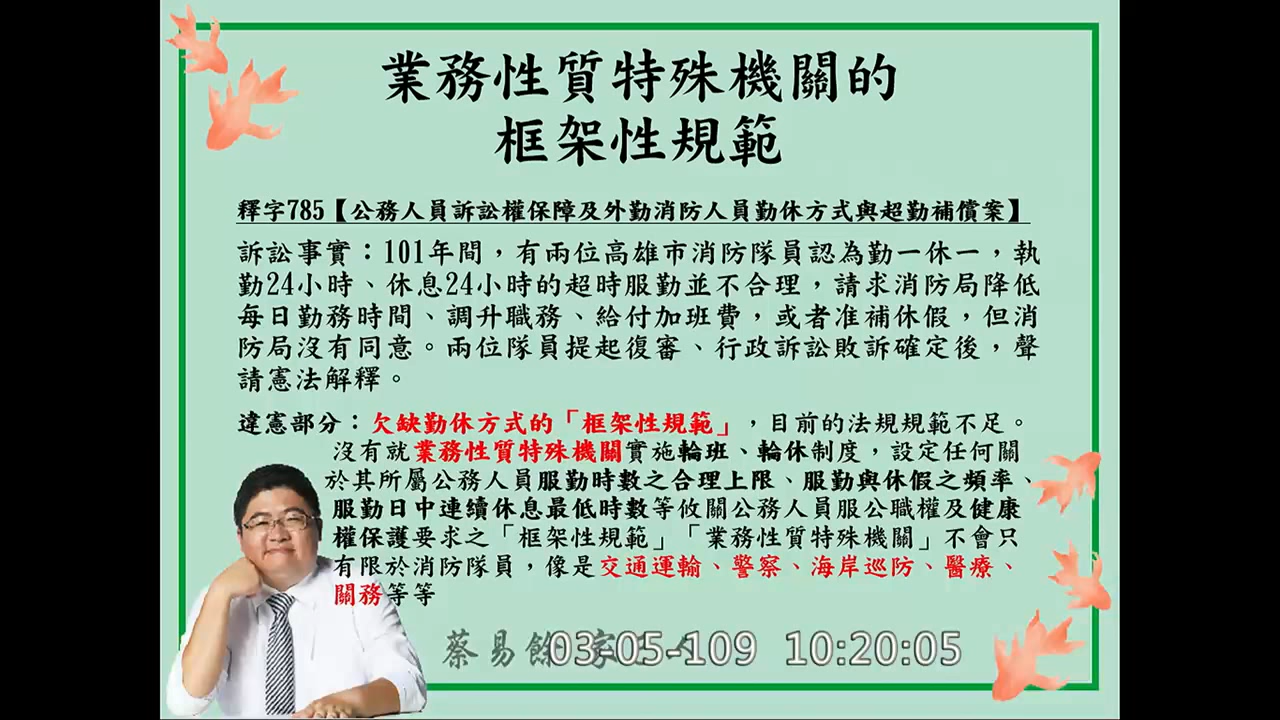 業務性質特殊機關的
框架性規範
釋字785【公務人員訴訟權保障及外勤消防人員勤休方式與超勤補償案】
訴訟事實：101年間，有兩位高雄市消防隊員認為勤一休一，執
勤24小時、休息24小時的超時服勤並不合理，請求消防局降低
每日勤務時間、調升職務、給付加班費，或者准補休假，但消
防局沒有同意。兩位隊員提起復審、行政訴訟敗訴確定後，聲
請憲法解釋。
違憲部分：欠缺勤休方式的「框架性規範」，目前的法規規範不足。
沒有就業務性質特殊機關實施輪班、輪休制度，設定任何關
於其所屬公務人員服勤時數之合理上限、服勤與休假之頻率、
服勤日中連續休息最低時數等攸關公務人員服公職權及健康
權保護要求之「框架性規範」「業務性質特殊機關」不會只
有限於消防隊員，像是交通運輸、警察、海岸巡防、醫療、
關務等等
蔡易餘
03-05-109 10:20:05